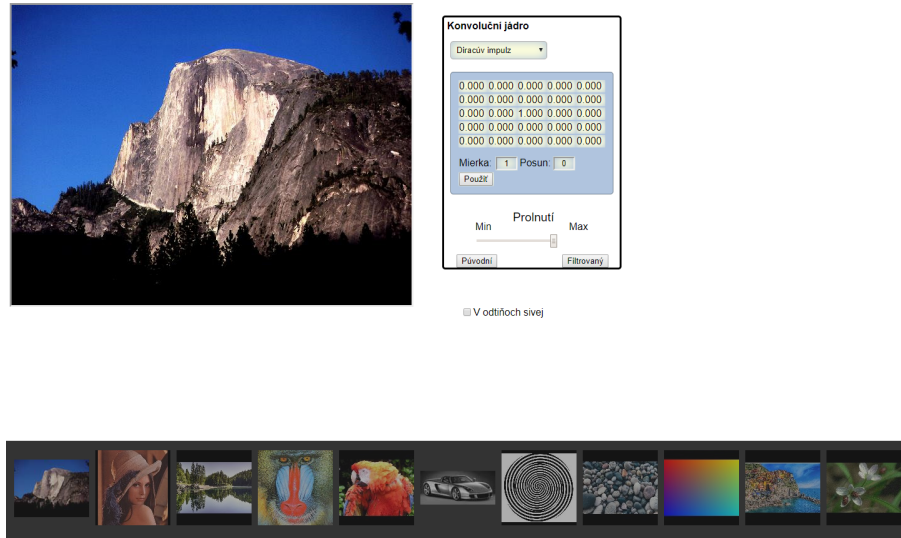 Konvoluční jádro
Diracúv impulz
0.000 0.000 0.000 0.000 0.000
0.000 0.000 0.000 0.000 0.000
0.000 0.000 1.000 0.000 0.000
0.000 0.000 0.000 0.000 0.000
0.000 0.000 0.000 0.000 0.000
Mierka: 1 Posun: 0
Použiť
Prolnutí
Min Max
Púvodní Filtrovaný
V odtiňoch sivej